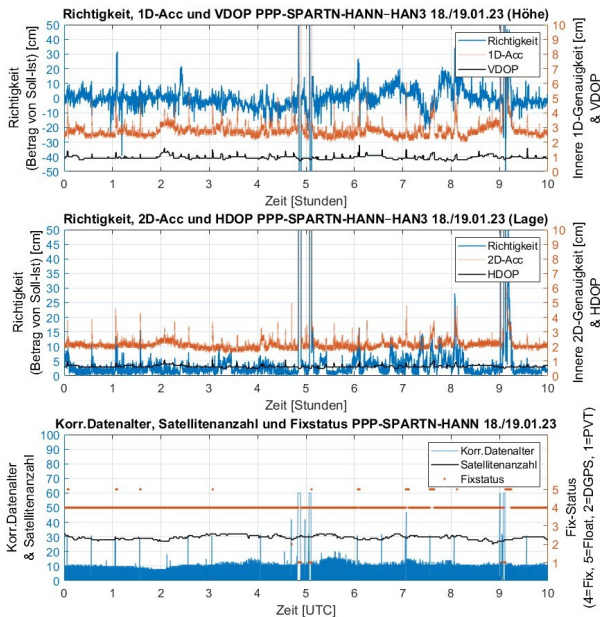 Richtigkeit, 1D-Acc und VDOP PPP-SPARTN-HANN–HAN3 18./19.01.23 (Höhe)
Richtigkeit
(Betrag von Soll-Ist) [cm]
50
40
30
20
10
0
-10
-20
-30
-40
-50
Richtigkeit
1D-Acc
VDOP
10
9
8
7
6
5
4
3
2
1
0
Innere 1D-Genauigkeit [cm]
& VDOP
0 1 2 3 4 5 6 7 8 9 10
Zeit [Stunden]
Richtigkeit, 2D-Acc und HDOP PPP-SPARTN-HANN–HAN3 18./19.01.23 (Lage)
Richtigkeit
(Betrag von Soll-Ist) [cm]
50
45
40
35
30
25
20
15
10
5
0
Richtigkeit
2D-Acc
HDOP
10
9
8
7
6
5
4
3
2
1
0
Innere 2D-Genauigkeit [cm]
& HDOP
0 1 2 3 4 5 6 7 8 9 10
Zeit [Stunden]
Korr.Datenalter, Satellitenanzahl und Fixstatus PPP-SPARTN-HANN 18./19.01.23
Korr.Datenalter
& Satellitenanzahl
100
90
80
70
60
50
40
30
20
10
0
Korr.Datenalter
Satellitenanzahl
Fixstatus
5
4
3
2
1
Fix-Status
(4=Fix, 5=Float, 2=DGPS, 1=PVT)
0 1 2 3 4 5 6 7 8 9 10
Zeit [UTC]